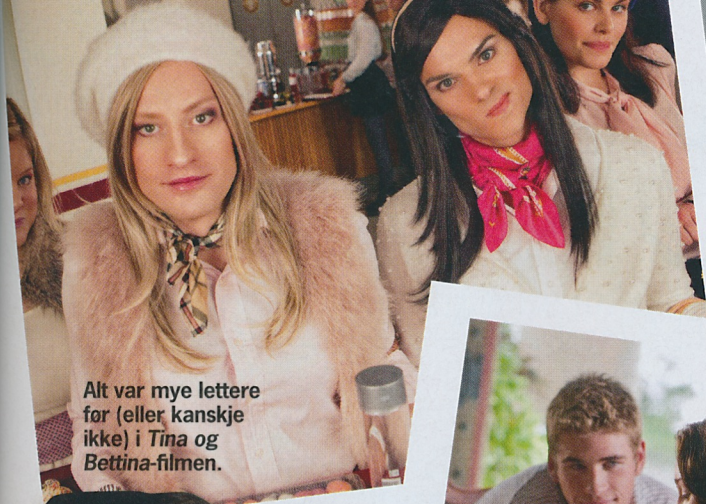 Alt var mye lettere
før (eller kanskje
ikke) i Tina og
Bettina-filmen.